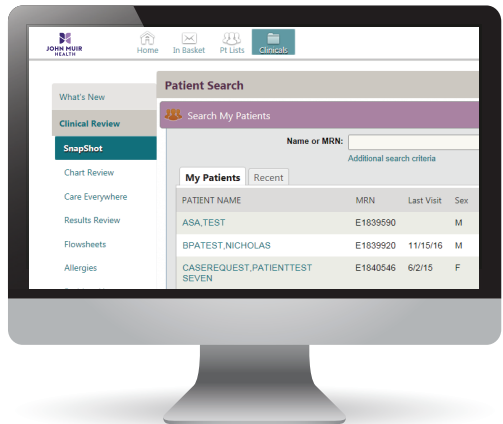 JOHN MUIR
HEALTH
Home In Basket Pt Lists Clinicals
What's New
Clinical Review
SnapShot
Chart Review
Care Everywhere
Results Review
Flowsheets
Allergies
Patient Search
Search My Patients
Name or MRN:
Additional search criteria
My Patients Recent
PATIENT NAME MRN Last Visit Sex
ASA,TEST E1839590 M
BPATEST,NICHOLAS E1839920 11/15/16 M
CASEREQUEST,PATIENTTEST E1840546 6/2/15 F
SEVEN